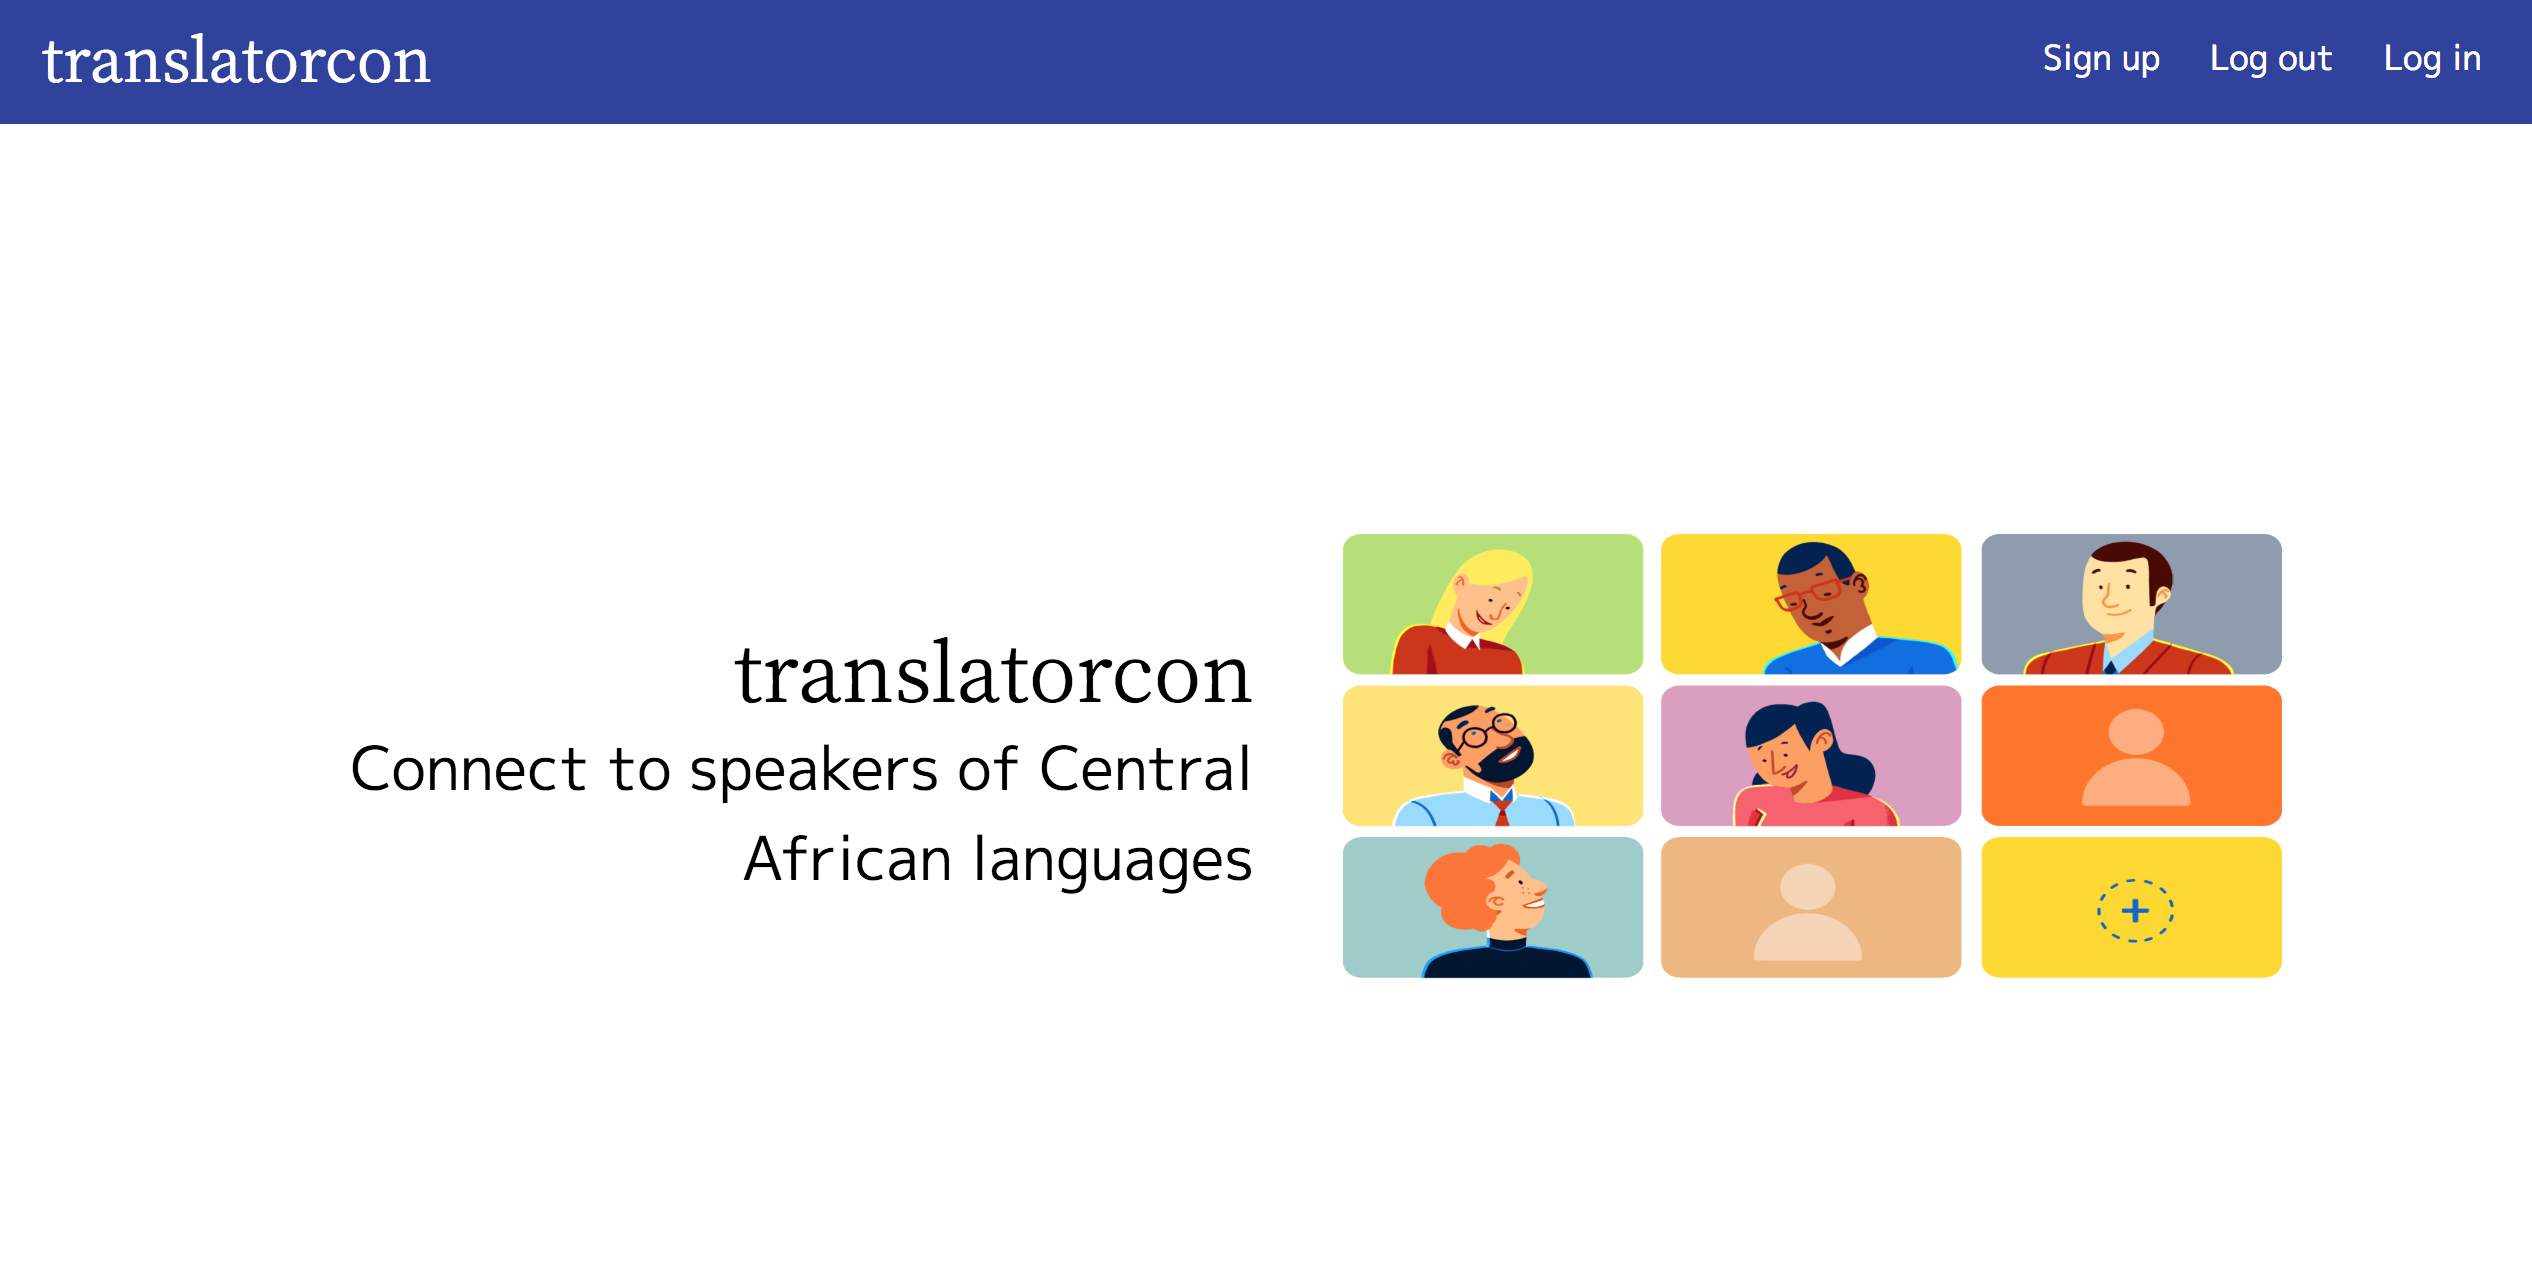 translatorcon
Sign up Log out Log in
translatorcon
Connect to speakers of Central
African languages